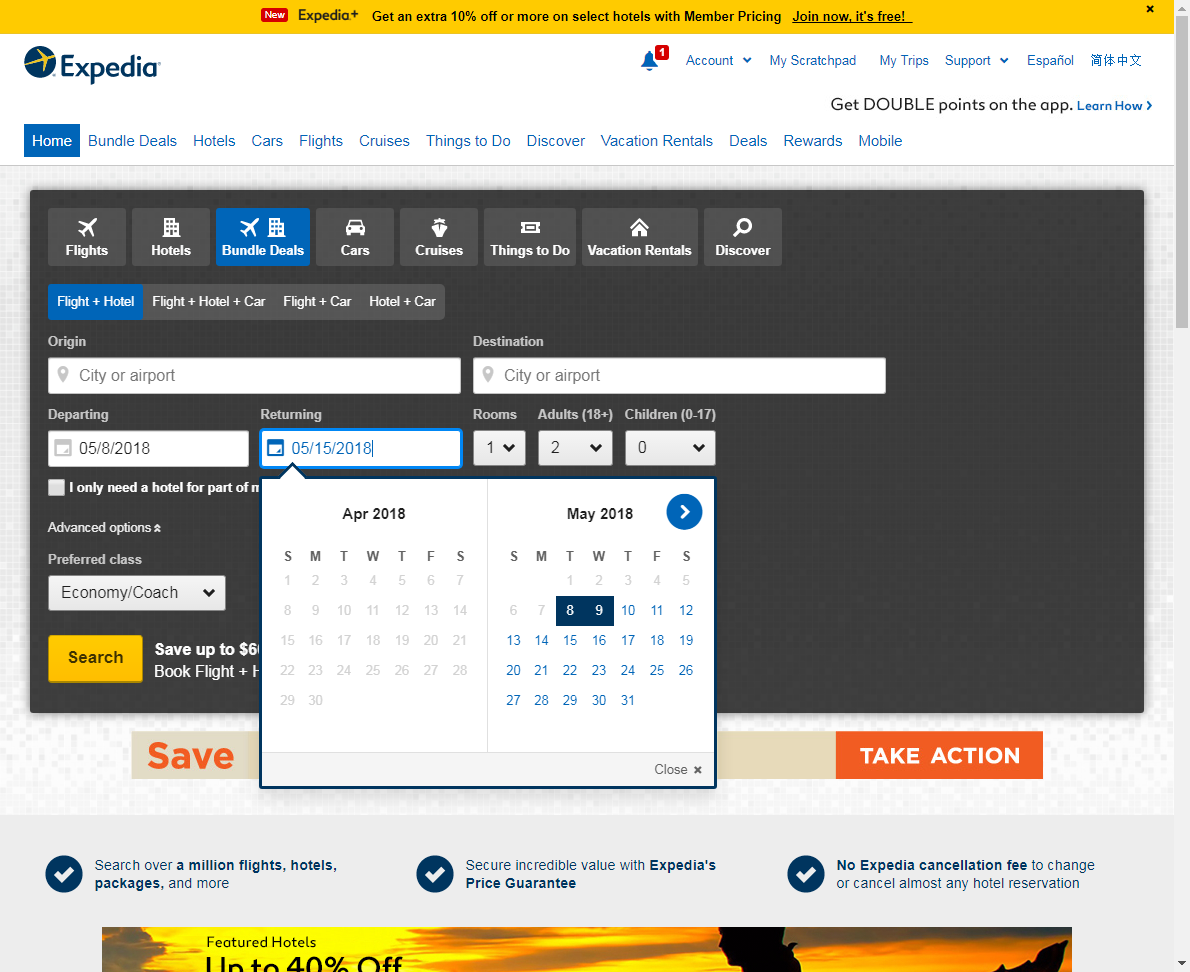 New Expedia+ Get an extra 10% off or more on select hotels with Member Pricing Join now, it's free!
Expedia
1 Account My Scratchpad My Trips Support Español 简体中文
Get DOUBLE points on the app. Learn How
Home Bundle Deals Hotels Cars Flights Cruises Things to Do Discover Vacation Rentals Deals Rewards Mobile
Flights Hotels Bundle Deals Cars Cruises Things to Do Vacation Rentals Discover
Flight + Hotel Flight + Hotel + Car Flight + Car Hotel + Car
Origin Destination
City or airport City or airport
Departing Returning Rooms Adults (18+) Children (0-17)
05/8/2018 05/15/2018 1 2 0
I only need a hotel for part of m
Advanced options
Preferred class
Economy/Coach
Search
Save up to $6
Book Flight + H
Apr 2018
S M T W T F S
1 2 3 4 5 6 7
8 9 10 11 12 13 14
15 16 17 18 19 20 21
22 23 24 25 26 27 28
29 30
May 2018
S M T W T F S
1 2 3 4 5
6 7 8 9 10 11 12
13 14 15 16 17 18 19
20 21 22 23 24 25 26
27 28 29 30 31
Close ×
Save TAKE ACTION
Search over a million flights, hotels,
packages, and more
Secure incredible value with Expedia's
Price Guarantee
No Expedia cancellation fee to change
or cancel almost any hotel reservation
Featured Hotels
Up to 40% Off